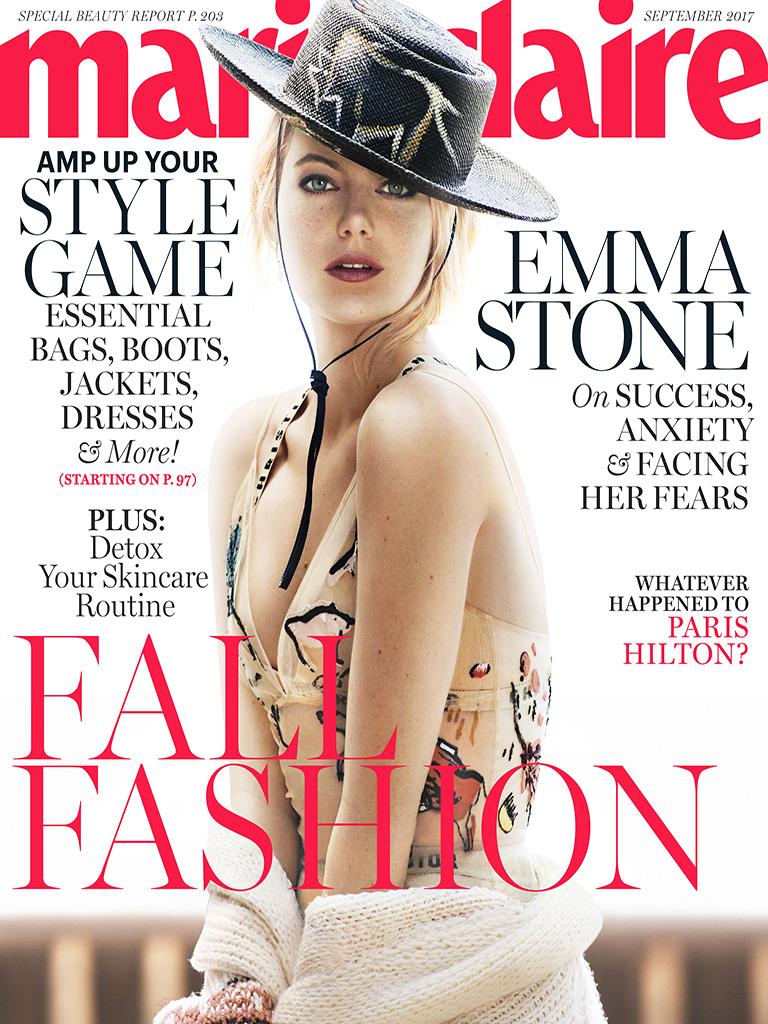 SPECIAL BEAUTY REPORT P. 203
SEPTEMBER 2017
marie claire
AMP UP YOUR
STYLE
GAME
ESSENTIAL
BAGS, BOOTS,
JACKETS,
DRESSES
& More!
(STARTING ON P. 97)
PLUS:
Detox
Your Skincare
Routine
EMMA
STONE
On SUCCESS,
ANXIETY
& FACING
HER FEARS
WHATEVER
HAPPENED TO
PARIS
HILTON?
FALL
FASHION